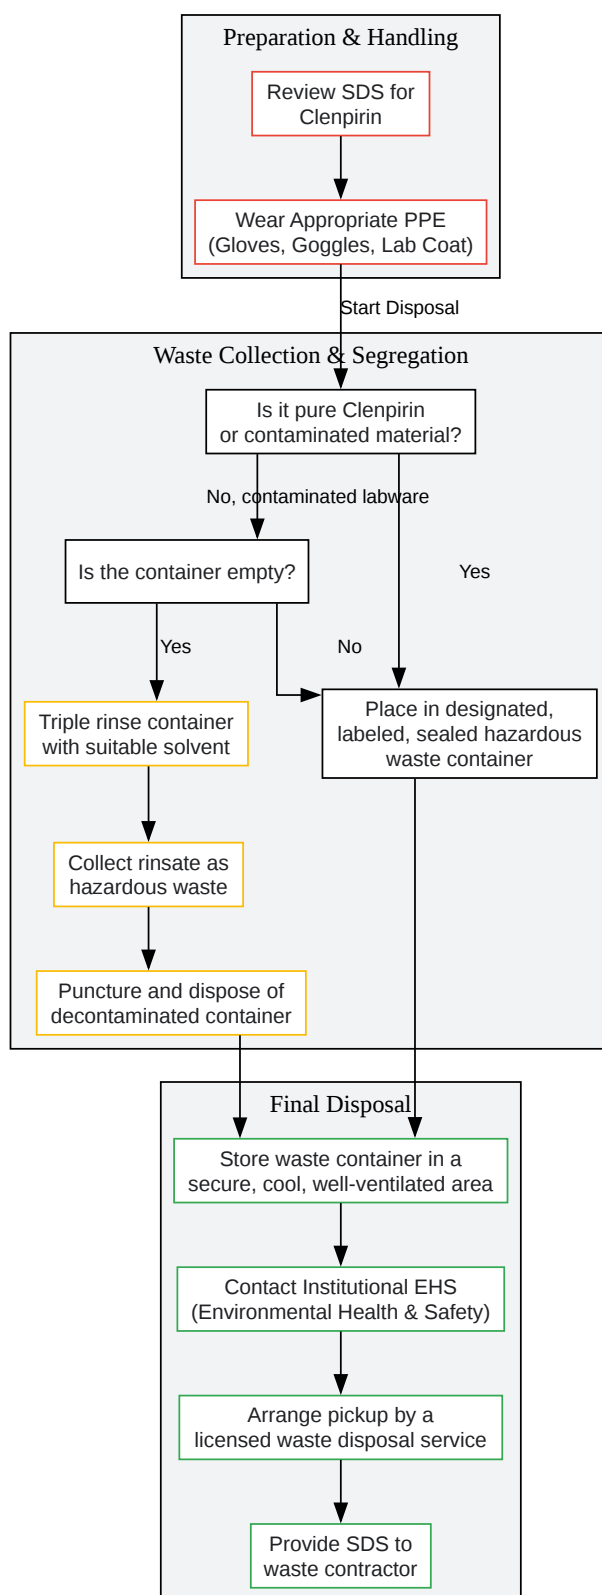 Preparation & Handling
Review SDS for
Clenpirin
Wear Appropriate PPE
(Gloves, Goggles, Lab Coat)
Start Disposal
Waste Collection & Segregation
Is it pure Clenpirin
or contaminated material?
No, contaminated labware
Is the container empty?
Yes
Yes
No
Triple rinse container
with suitable solvent
Place in designated,
labeled, sealed hazardous
waste container
Collect rinsate as
hazardous waste
Puncture and dispose of
decontaminated container
Final Disposal
Store waste container in a
secure, cool, well-ventilated area
Contact Institutional EHS
(Environmental Health & Safety)
Arrange pickup by a
licensed waste disposal service
Provide SDS to
waste contractor